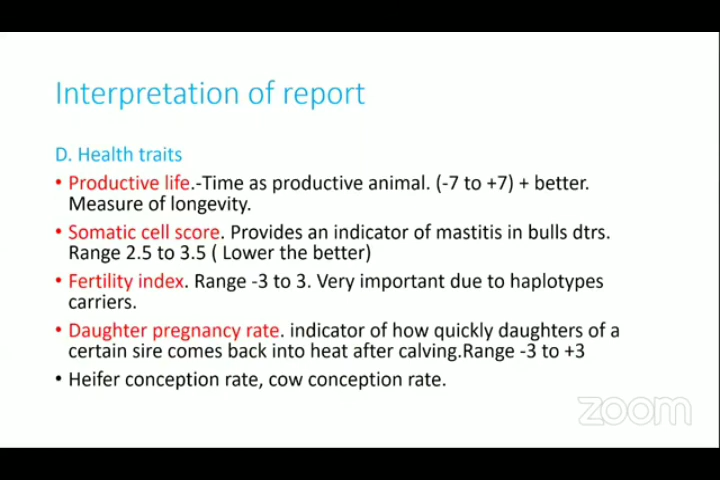 Interpretation of report
D. Health traits
• Productive life.-Time as productive animal. (-7 to +7) + better.
Measure of longevity.
• Somatic cell score. Provides an indicator of mastitis in bulls dtrs.
Range 2.5 to 3.5 ( Lower the better)
• Fertility index. Range -3 to 3. Very important due to haplotypes
carriers.
• Daughter pregnancy rate. indicator of how quickly daughters of a
certain sire comes back into heat after calving.Range -3 to +3
• Heifer conception rate, cow conception rate.
zoom